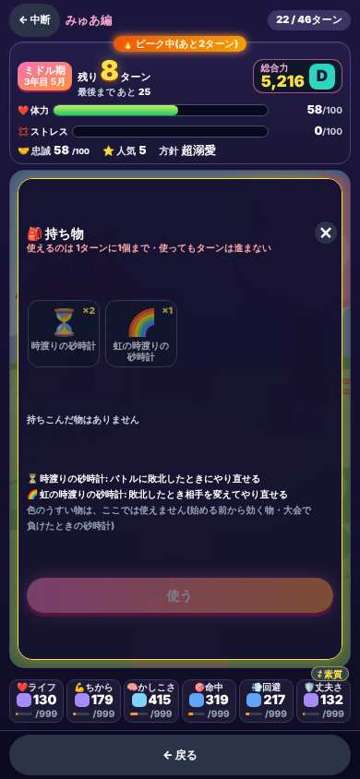 ← 中断
みゅあ編
22 / 46ターン
🔥 ピーク中(あと2ターン)
ミドル期
3年目 5月
残り 8 ターン
最後まで あと 25
総合力
5,216 D
❤️ 体力 58/100
💢 ストレス 0/100
🤝 忠誠 58 /100 ⭐ 人気 5 方針 超溺愛
🎒 持ち物
✕
使えるのは 1ターンに1個まで・使ってもターンは進まない
×2
時渡りの砂時計
×1
虹の時渡りの
砂時計
持ちこんだ物はありません
⏳ 時渡りの砂時計: バトルに敗北したときにやり直せる
🌈 虹の時渡りの砂時計: 敗北したとき相手を変えてやり直せる
色のうすい物は、ここでは使えません(始める前から効く物・大会で
負けたときの砂時計)
使う
素質
❤️ライフ 130 /999
💪ちから 179 /999
🧠かしこさ 415 /999
🎯命中 319 /999
💨回避 217 /999
🛡️丈夫さ 132 /999
← 戻る